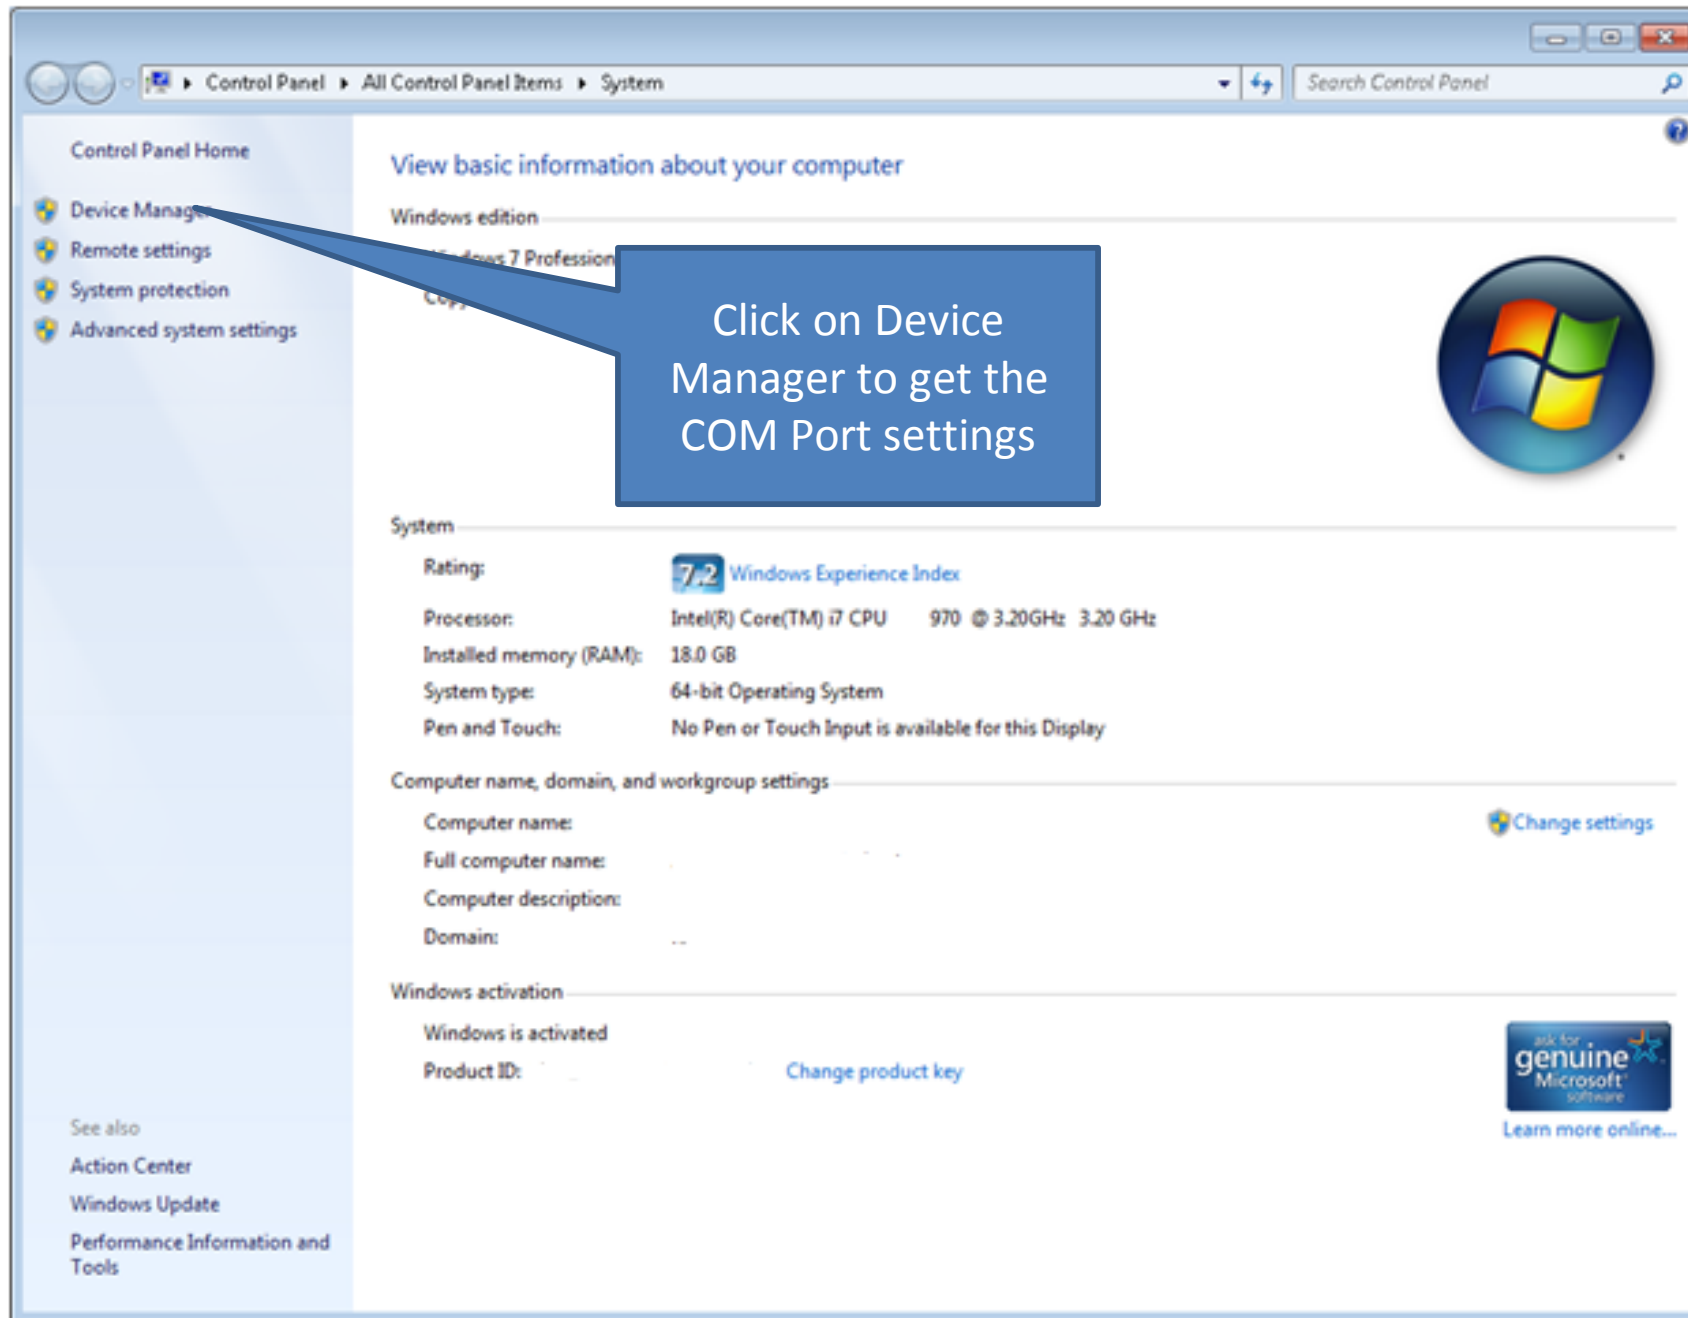 Control Panel ▸ All Control Panel Items ▸ System
Search Control Panel
Control Panel Home
Device Manager
Remote settings
System protection
Advanced system settings
View basic information about your computer
Windows edition
7 Profession
Click on Device
Manager to get the
COM Port settings
System
Rating: 7.2 Windows Experience Index
Processor: Intel(R) Core(TM) i7 CPU 970 @ 3.20GHz 3.20 GHz
Installed memory (RAM): 18.0 GB
System type: 64-bit Operating System
Pen and Touch: No Pen or Touch Input is available for this Display
Computer name, domain, and workgroup settings
Computer name:
Change settings
Full computer name:
Computer description:
Domain:
Windows activation
Windows is activated
Product ID: Change product key
ask for
genuine
Microsoft
software
Learn more online...
See also
Action Center
Windows Update
Performance Information and
Tools